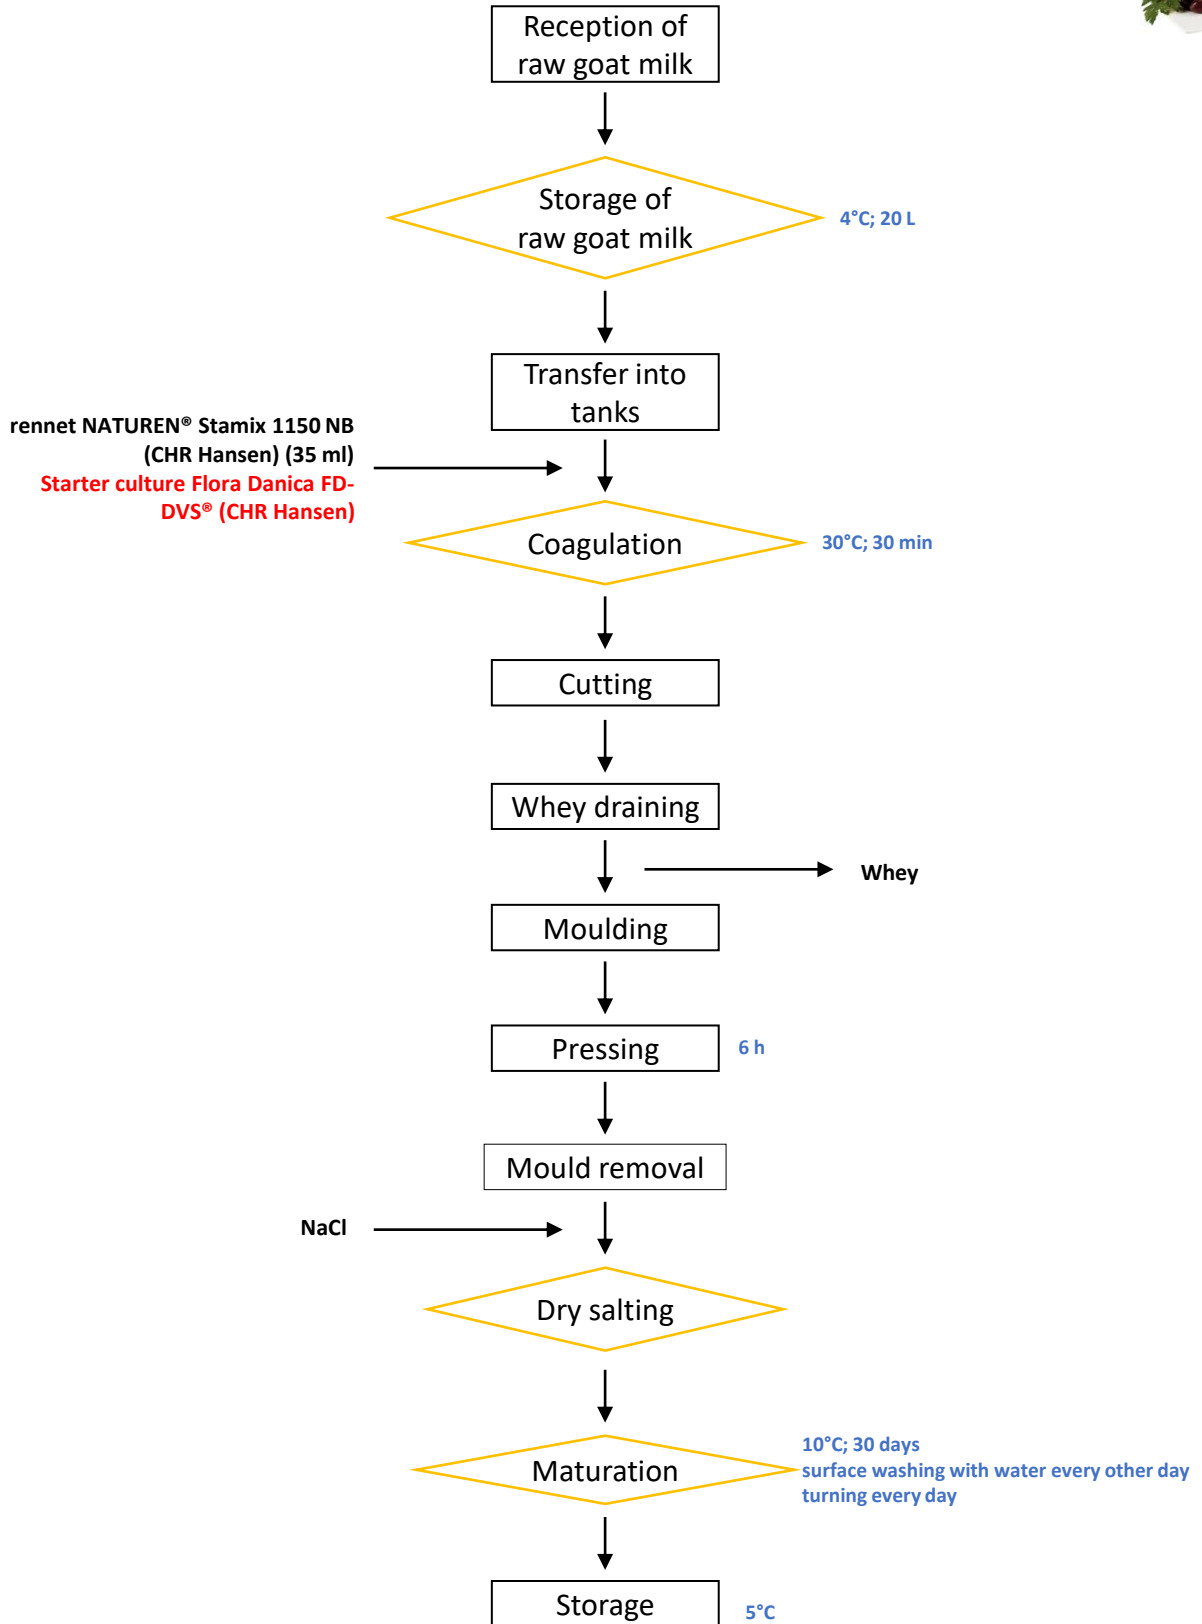 Reception of
raw goat milk
Storage of
raw goat milk
4°C; 20 L
Transfer into
tanks
rennet NATUREN® Stamix 1150 NB
(CHR Hansen) (35 ml)
Starter culture Flora Danica FD-
DVS® (CHR Hansen)
Coagulation
30°C; 30 min
Cutting
Whey draining
Whey
Moulding
Pressing
6 h
Mould removal
NaCl
Dry salting
Maturation
10°C; 30 days
surface washing with water every other day
turning every day
Storage
5°C